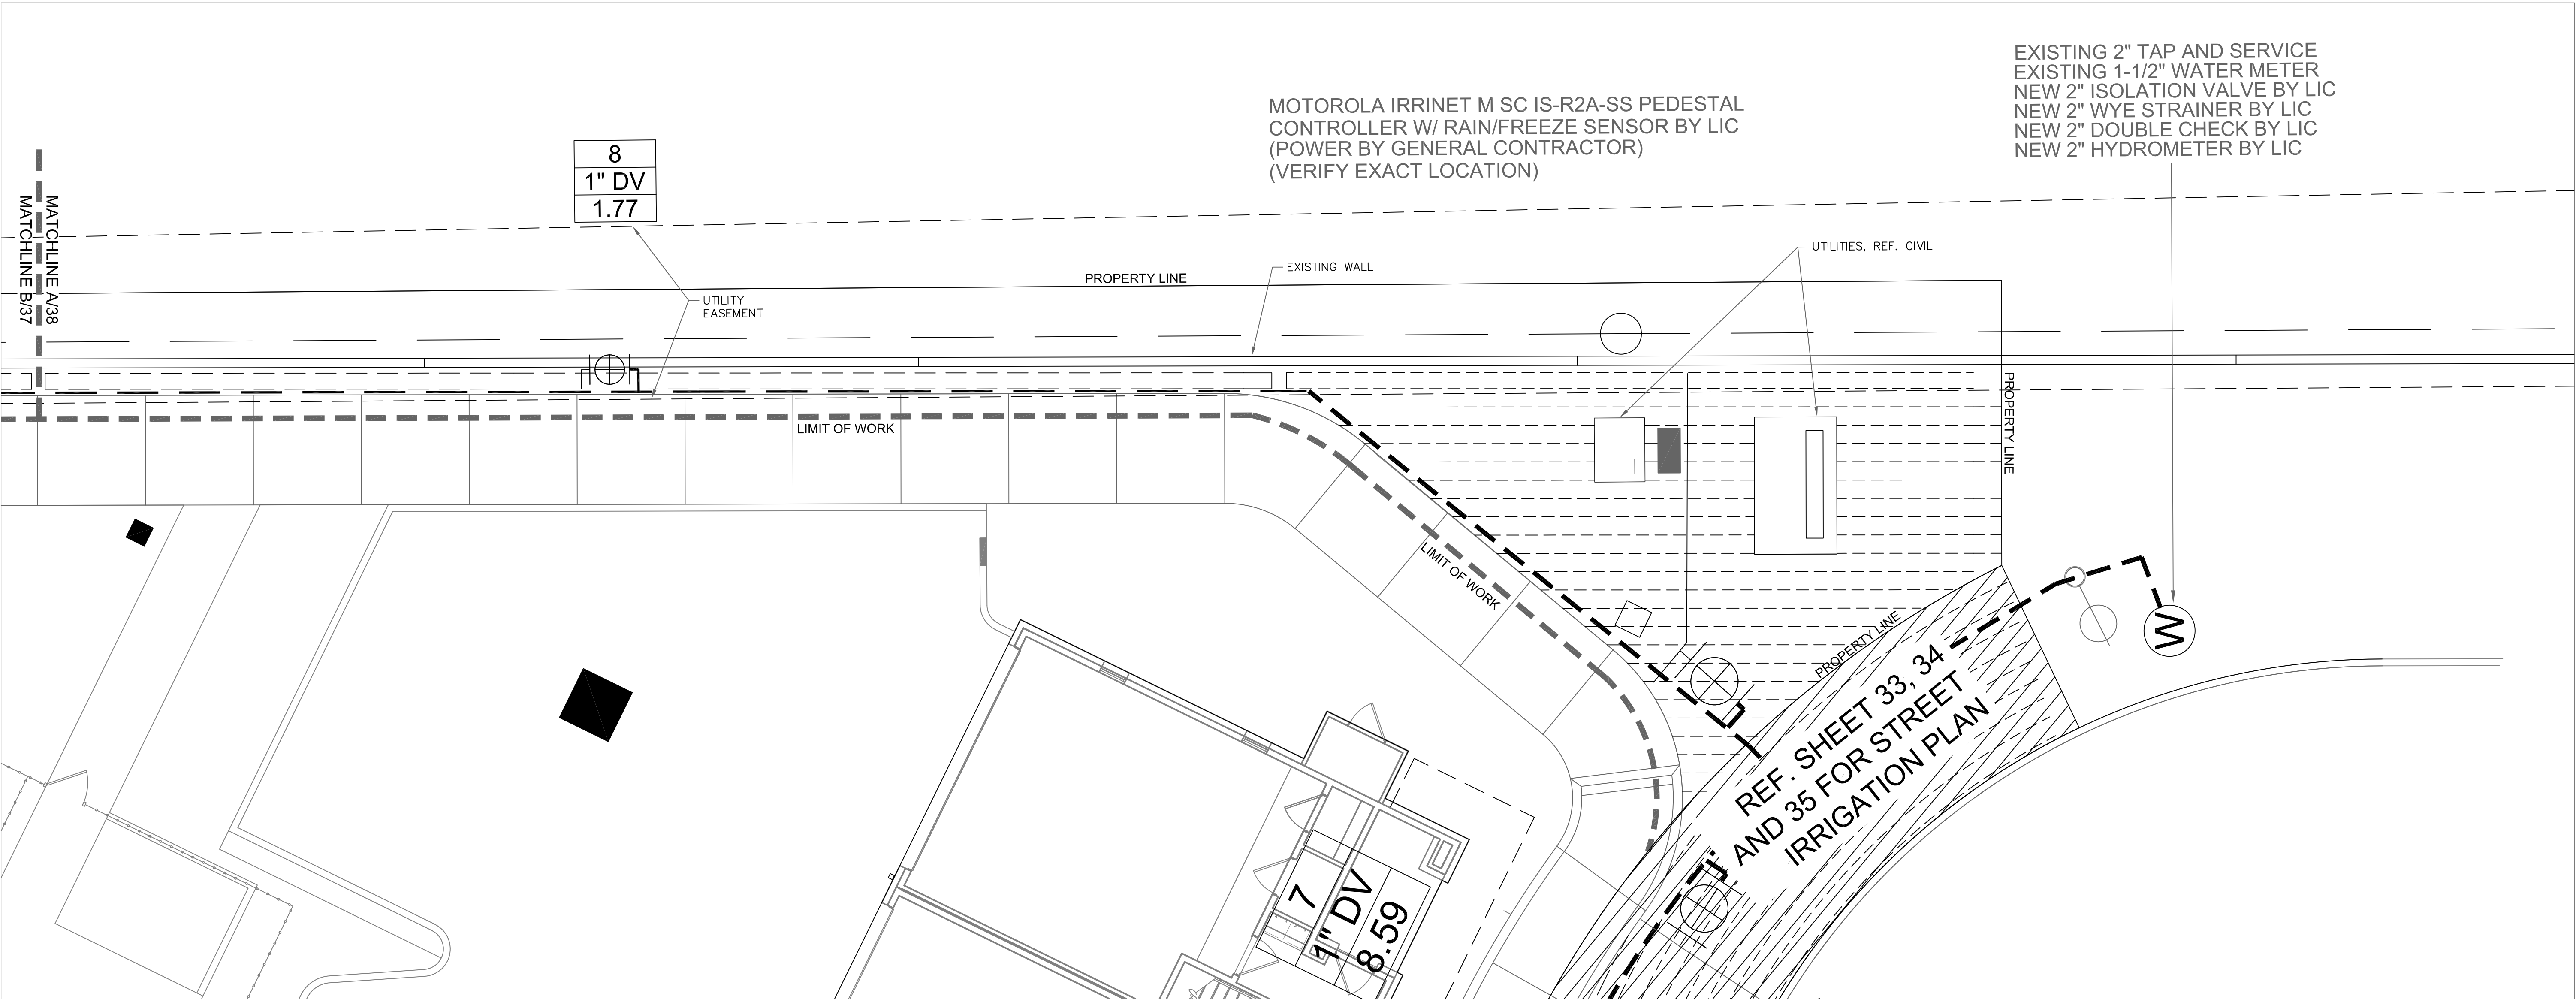 EXISTING 2" TAP AND SERVICE
EXISTING 1-1/2" WATER METER
NEW 2" ISOLATION VALVE BY LIC
NEW 2" WYE STRAINER BY LIC
NEW 2" DOUBLE CHECK BY LIC
NEW 2" HYDROMETER BY LIC
MOTOROLA IRRINET M SC IS-R2A-SS PEDESTAL
CONTROLLER W/ RAIN/FREEZE SENSOR BY LIC
(POWER BY GENERAL CONTRACTOR)
(VERIFY EXACT LOCATION)
8
1" DV
1.77
MATCHLINE A/38
MATCHLINE B/37
UTILITIES, REF. CIVIL
EXISTING WALL
PROPERTY LINE
UTILITY
EASEMENT
LIMIT OF WORK
PROPERTY LINE
LIMIT OF WORK
PROPERTY LINE
W
REF. SHEET 33, 34
AND 35 FOR STREET
IRRIGATION PLAN
7
1" DV
8.59